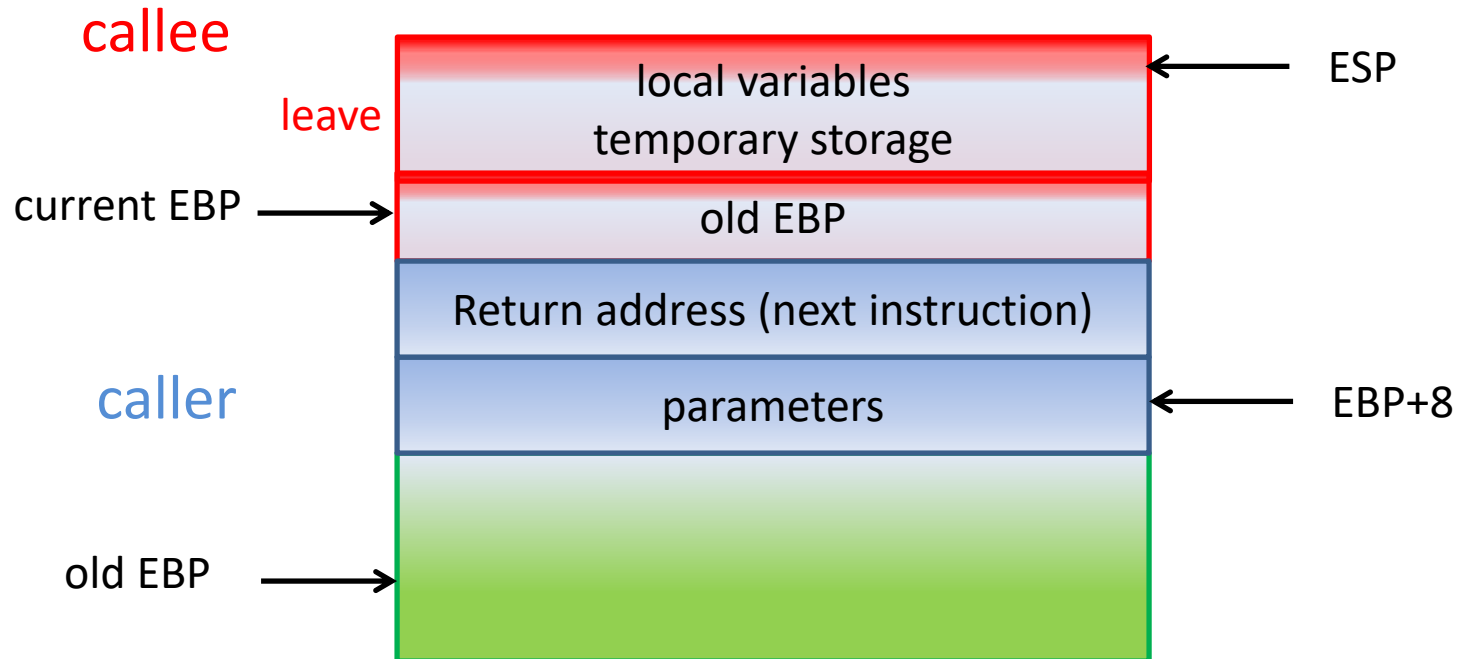 callee
local variables
ESP
leave
temporary storage
current EBP
old EBP
Return address (next instruction)
caller
parameters
EBP+8
old EBP